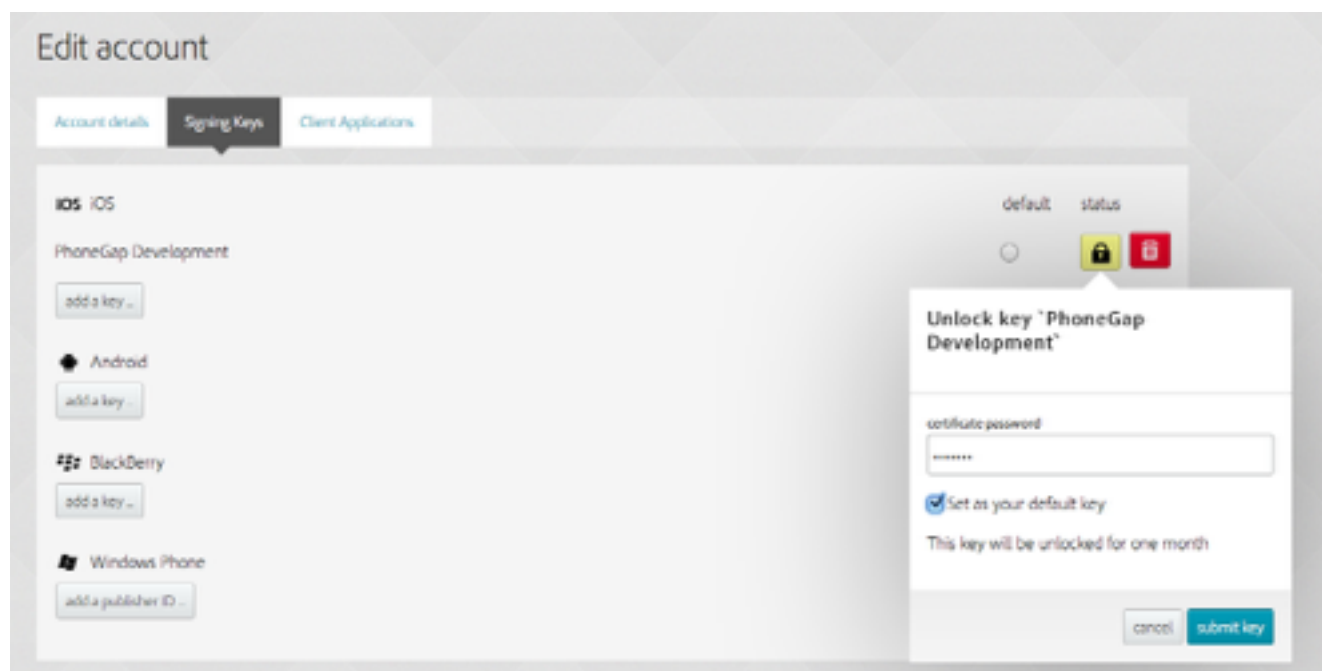 Edit account
Account details Signing Keys Client Applications
iOS iOS default status
PhoneGap Development
add a key ...
Android
add a key ...
BlackBerry
add a key ...
Windows Phone
add a publisher ID ...
Unlock key `PhoneGap
Development`
certificate password
Set as your default key
This key will be unlocked for one month
cancel submit key